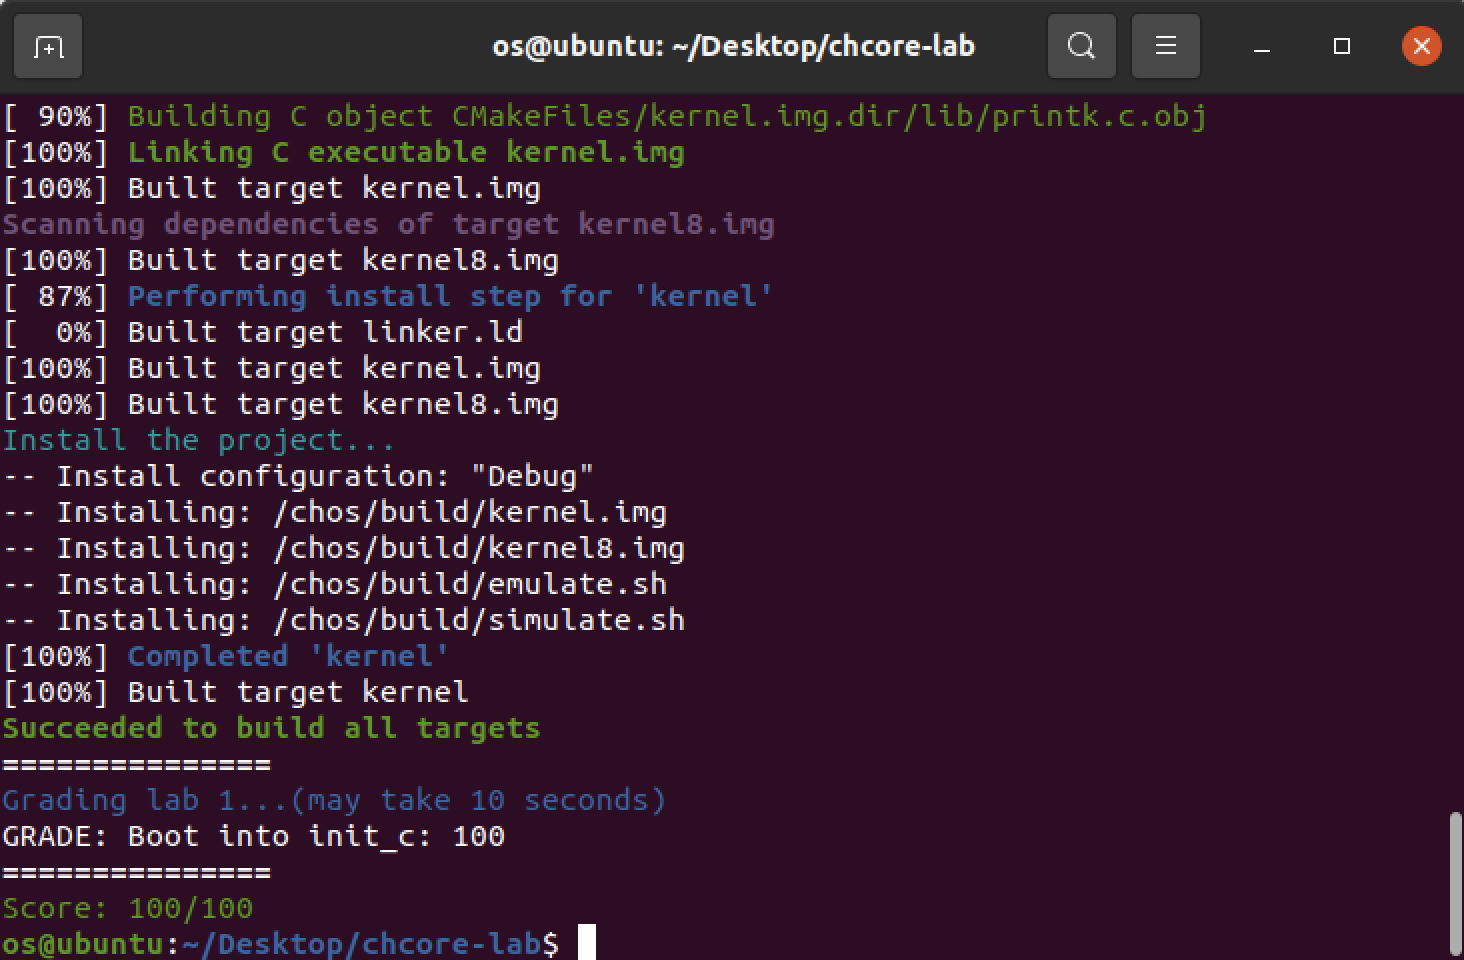 os@ubuntu: ~/Desktop/chcore-lab
[ 90%] Building C object CMakeFiles/kernel.img.dir/lib/printk.c.obj
[100%] Linking C executable kernel.img
[100%] Built target kernel.img
Scanning dependencies of target kernel8.img
[100%] Built target kernel8.img
[ 87%] Performing install step for 'kernel'
[  0%] Built target linker.ld
[100%] Built target kernel.img
[100%] Built target kernel8.img
Install the project...
-- Install configuration: "Debug"
-- Installing: /chos/build/kernel.img
-- Installing: /chos/build/kernel8.img
-- Installing: /chos/build/emulate.sh
-- Installing: /chos/build/simulate.sh
[100%] Completed 'kernel'
[100%] Built target kernel
Succeeded to build all targets
===============
Grading lab 1...(may take 10 seconds)
GRADE: Boot into init_c: 100
===============
Score: 100/100
os@ubuntu:~/Desktop/chcore-lab$